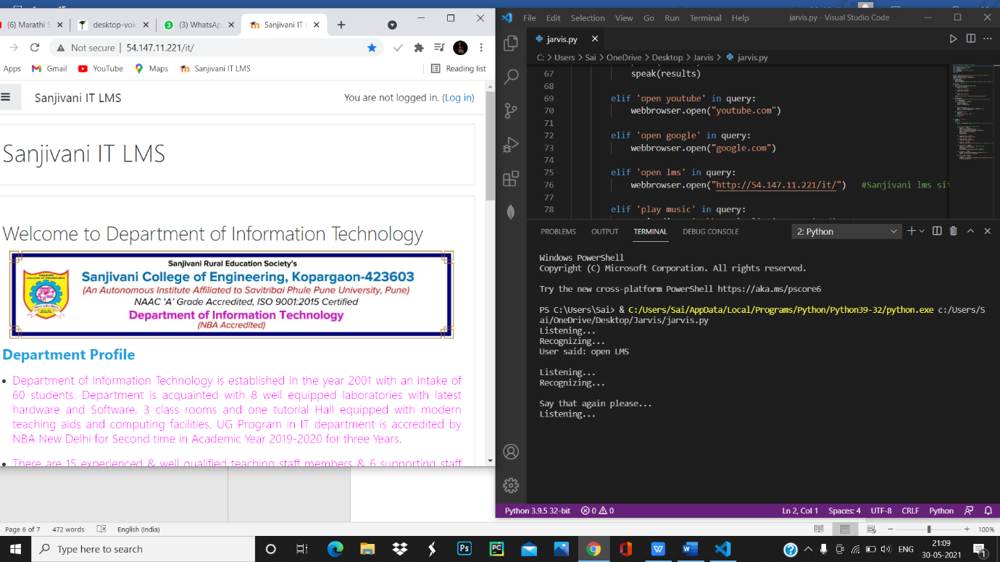 (6) Marathi S
desktop-voic
(3) WhatsAp
Sanjivani IT L
Not secure | 54.147.11.221/it/
Apps Gmail YouTube Maps Sanjivani IT LMS Reading list
Sanjivani IT LMS You are not logged in. (Log in)
Sanjivani IT LMS
Welcome to Department of Information Technology
Sanjivani Rural Education Society's
Sanjivani College of Engineering, Kopargaon-423603
(An Autonomous Institute Affiliated to Savitribai Phule Pune University, Pune)
NAAC 'A' Grade Accredited, ISO 9001:2015 Certified
Department of Information Technology
(NBA Accredited)
Department Profile
• Department of Information Technology is established in the year 2001 with an intake of
60 students. Department is acquainted with 8 well equipped laboratories with latest
hardware and Software, 3 class rooms and one tutorial Hall equipped with modern
teaching aids and computing facilities. UG Program in IT department is accredited by
NBA New Delhi for Second time in Academic Year 2019-2020 for three Years.
• There are 15 experienced & well qualified teaching staff members & 6 supporting staff
File Edit Selection View Go Run Terminal Help jarvis.py - Visual Studio Code
jarvis.py
C: > Users > Sai > OneDrive > Desktop > Jarvis > jarvis.py
67 speak(results)
68
69 elif 'open youtube' in query:
70 webbrowser.open("youtube.com")
71
72 elif 'open google' in query:
73 webbrowser.open("google.com")
74
75 elif 'open lms' in query:
76 webbrowser.open("http://54.147.11.221/it/") #Sanjivani lms sit
77
78 elif 'play music' in query:
PROBLEMS OUTPUT TERMINAL DEBUG CONSOLE 2: Python
Windows PowerShell
Copyright (C) Microsoft Corporation. All rights reserved.
Try the new cross-platform PowerShell https://aka.ms/pscore6
PS C:\Users\Sai> & C:/Users/Sai/AppData/Local/Programs/Python/Python39-32/python.exe c:/Users/S
ai/OneDrive/Desktop/Jarvis/jarvis.py
Listening...
Recognizing...
User said: open LMS
Listening...
Recognizing...
Say that again please...
Listening...
Python 3.9.5 32-bit 0 0 Ln 2, Col 1 Spaces: 4 UTF-8 CRLF Python
Page 6 of 7 472 words English (India) 100%
Type here to search
Ps
PC
W
W
ENG
21:09
30-05-2021
1